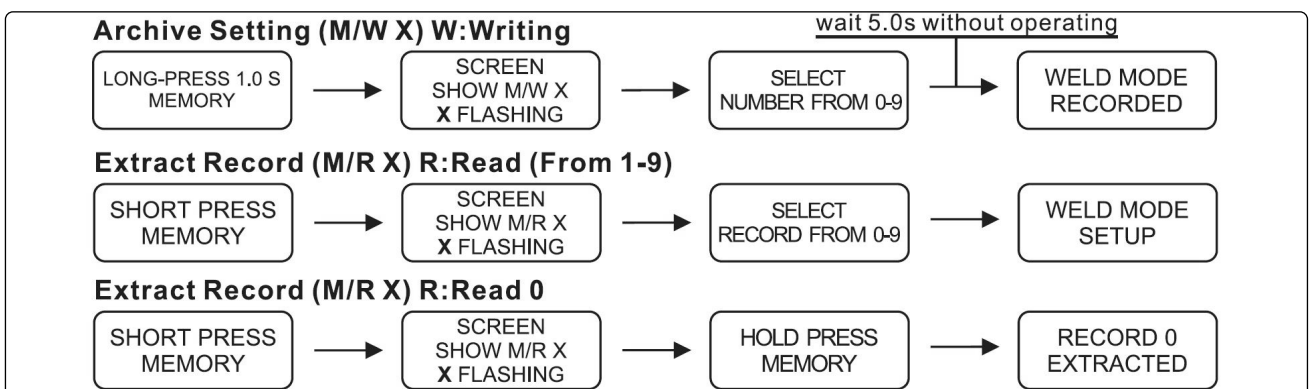 Archive Setting (M/W X) W:Writing
wait 5.0s without operating
LONG-PRESS 1.0 S
MEMORY
SCREEN
SHOW M/W X
X FLASHING
SELECT
NUMBER FROM 0-9
WELD MODE
RECORDED
Extract Record (M/R X) R:Read (From 1-9)
SHORT PRESS
MEMORY
SCREEN
SHOW M/R X
X FLASHING
SELECT
RECORD FROM 0-9
WELD MODE
SETUP
Extract Record (M/R X) R:Read 0
SHORT PRESS
MEMORY
SCREEN
SHOW M/R X
X FLASHING
HOLD PRESS
MEMORY
RECORD 0
EXTRACTED